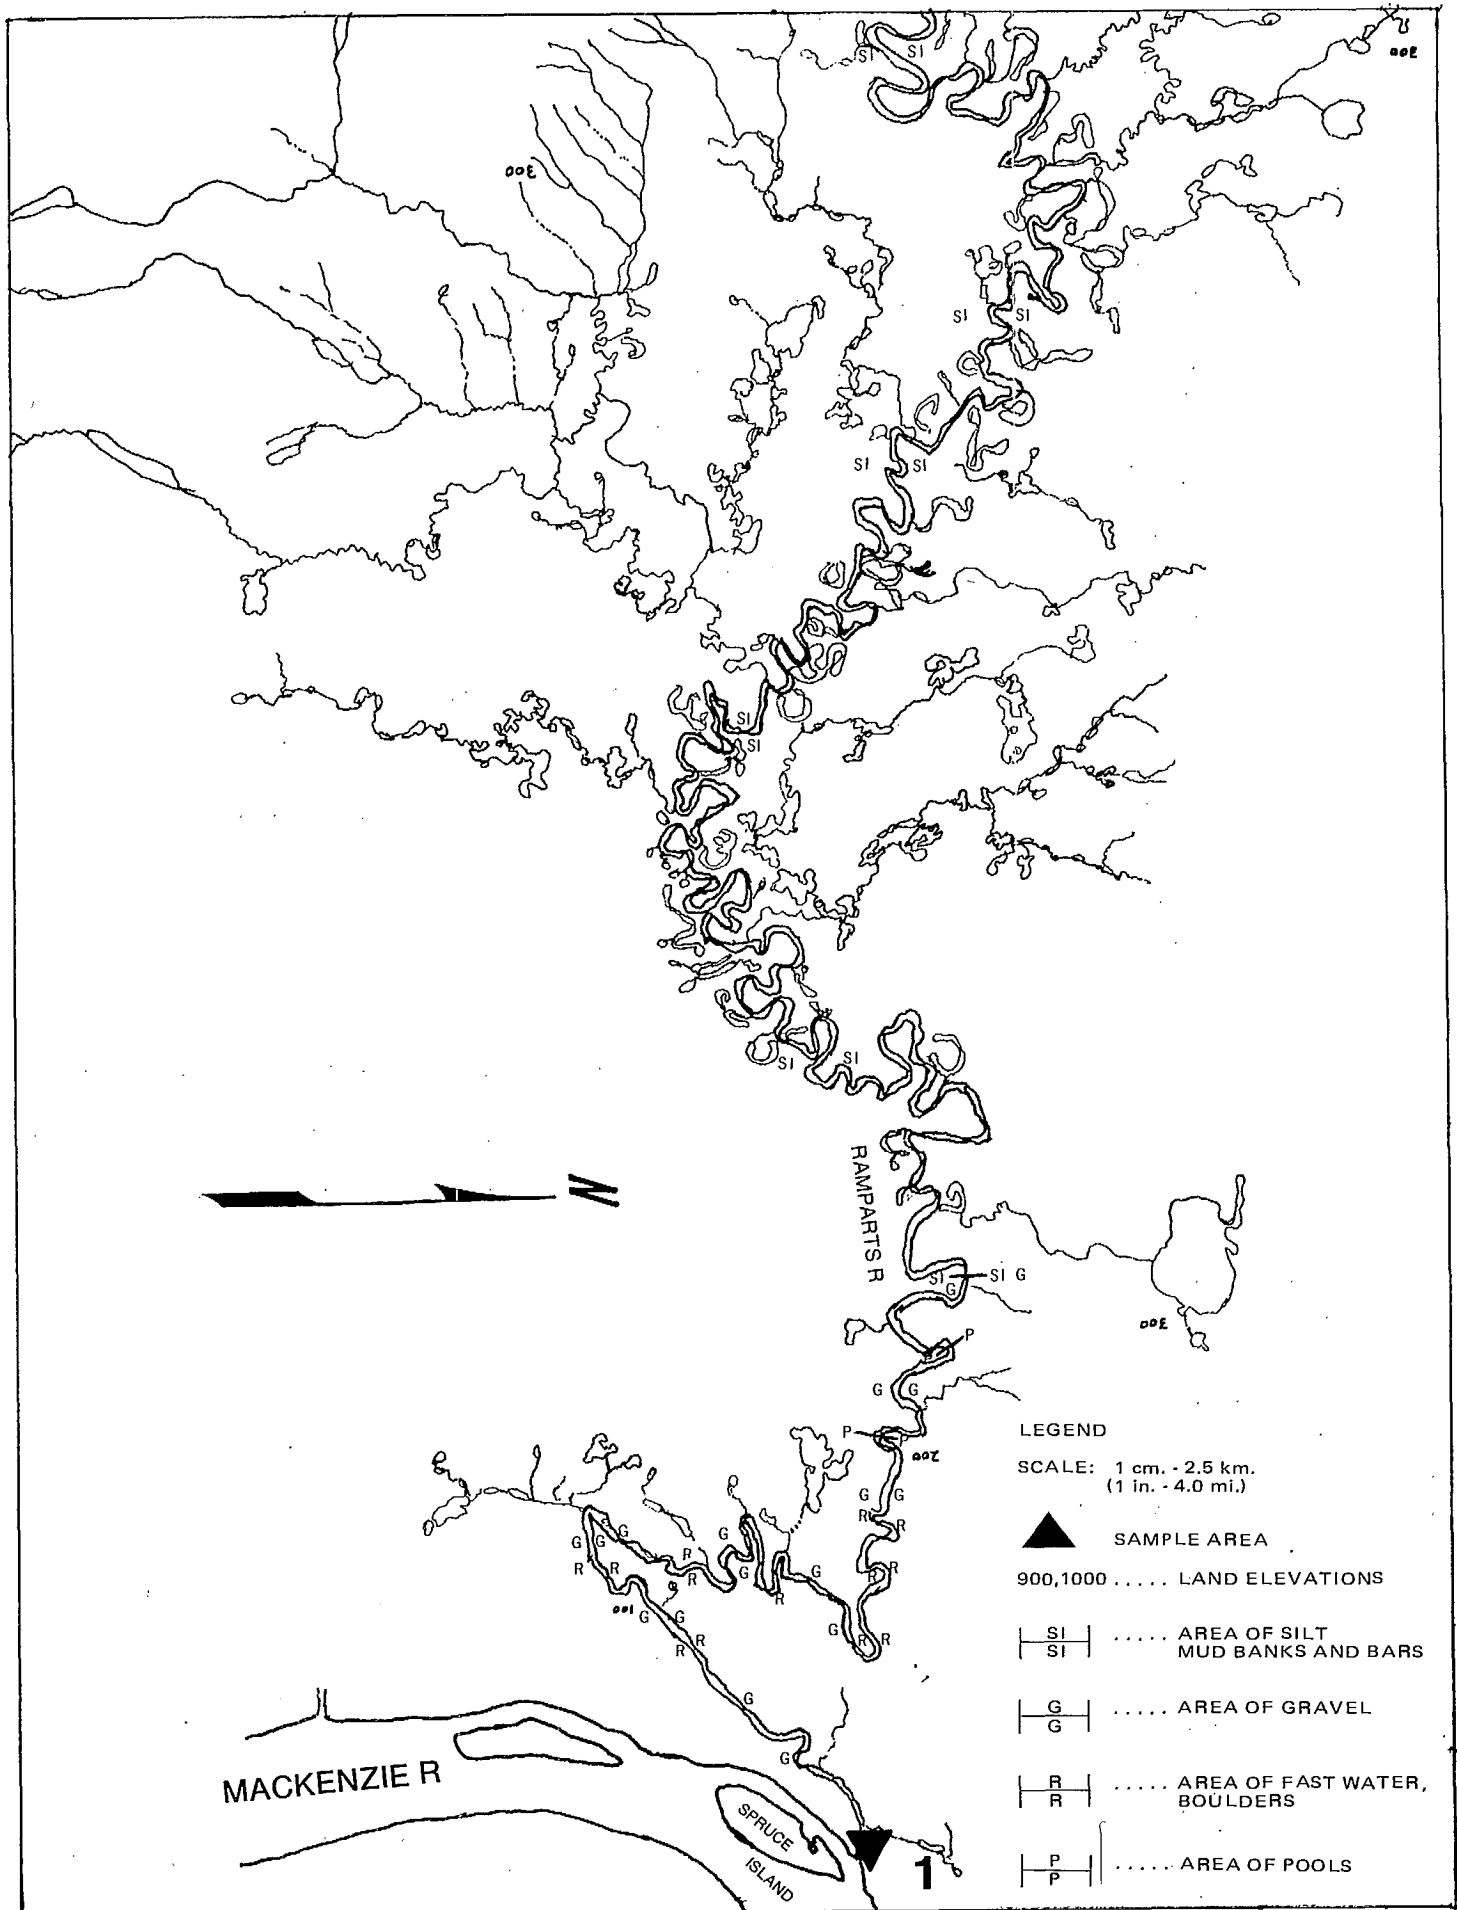 SI SI
300
300
SI SI
SI SI
SI
SI
SI SI
RAMPARTS R
N
SI SI G
G
300
P
G G
P P
200
G G
R R
R R
G R R
G
G G
G
R R
R
R
G
G
R
100
G G
R R
G
G
MACKENZIE R
SPRUCE
ISLAND
1
LEGEND
SCALE: 1 cm. - 2.5 km.
(1 in. - 4.0 mi.)
SAMPLE AREA
900,1000 ..... LAND ELEVATIONS
SI
SI ..... AREA OF SILT
MUD BANKS AND BARS
G
G ..... AREA OF GRAVEL
R
R ..... AREA OF FAST WATER,
BOULDERS
P
P ..... AREA OF POOLS